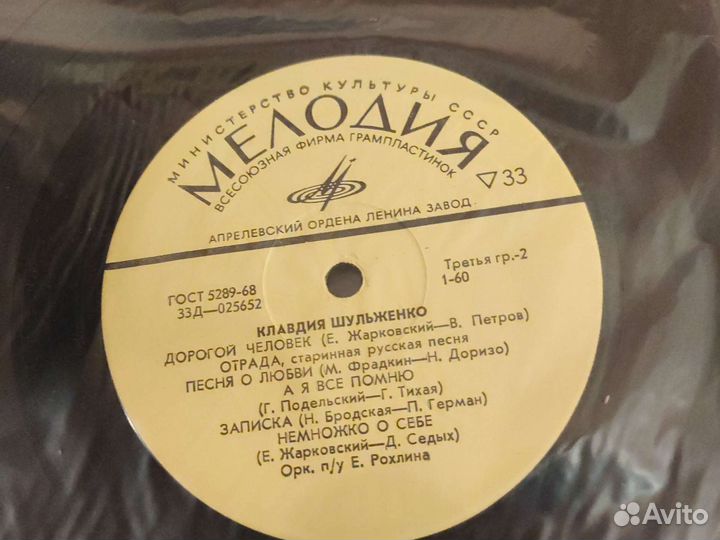 МИНИСТЕРСТВО КУЛЬТУРЫ СССР
МЕЛОДИЯ
ВСЕСОЮЗНАЯ ФИРМА ГРАМПЛАСТИНОК
33
АПРЕЛЕВСКИЙ ОРДЕНА ЛЕНИНА ЗАВОД
ГОСТ 5289-68
Третья гр.-2
33Д—025652
1-60
КЛАВДИЯ ШУЛЬЖЕНКО
ДОРОГОЙ ЧЕЛОВЕК (Е. Жарковский—В. Петров)
ОТРАДА, старинная русская песня
ПЕСНЯ О ЛЮБВИ (М. Фрадкин—Н. Доризо)
А Я ВСЕ ПОМНЮ
(Г. Подельский—Г. Тихая)
ЗАПИСКА (Н. Бродская—П. Герман)
НЕМНОЖКО О СЕБЕ
(Е. Жарковский—Д. Седых)
Орк. п/у Е. Рохлина
Avito